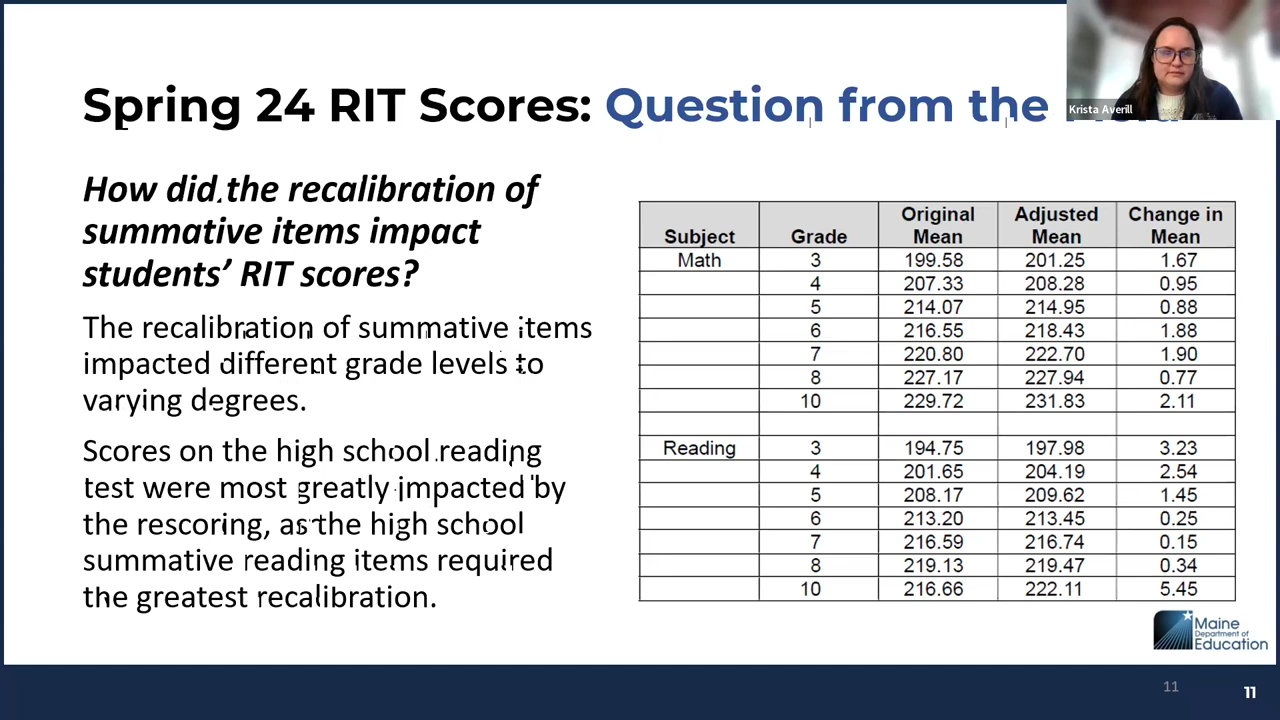 Spring 24 RIT Scores: Question from the
Krista Averill
How did the recalibration of
summative items impact
students’ RIT scores?
The recalibration of summative items
impacted different grade levels to
varying degrees.
Scores on the high school reading
test were most greatly impacted by
the rescoring, as the high school
summative reading items required
the greatest recalibration.
Subject Grade Original Mean Adjusted Mean Change in Mean
Math 3 199.58 201.25 1.67
4 207.33 208.28 0.95
5 214.07 214.95 0.88
6 216.55 218.43 1.88
7 220.80 222.70 1.90
8 227.17 227.94 0.77
10 229.72 231.83 2.11
Reading 3 194.75 197.98 3.23
4 201.65 204.19 2.54
5 208.17 209.62 1.45
6 213.20 213.45 0.25
7 216.59 216.74 0.15
8 219.13 219.47 0.34
10 216.66 222.11 5.45
Maine
Department of
Education
11
11